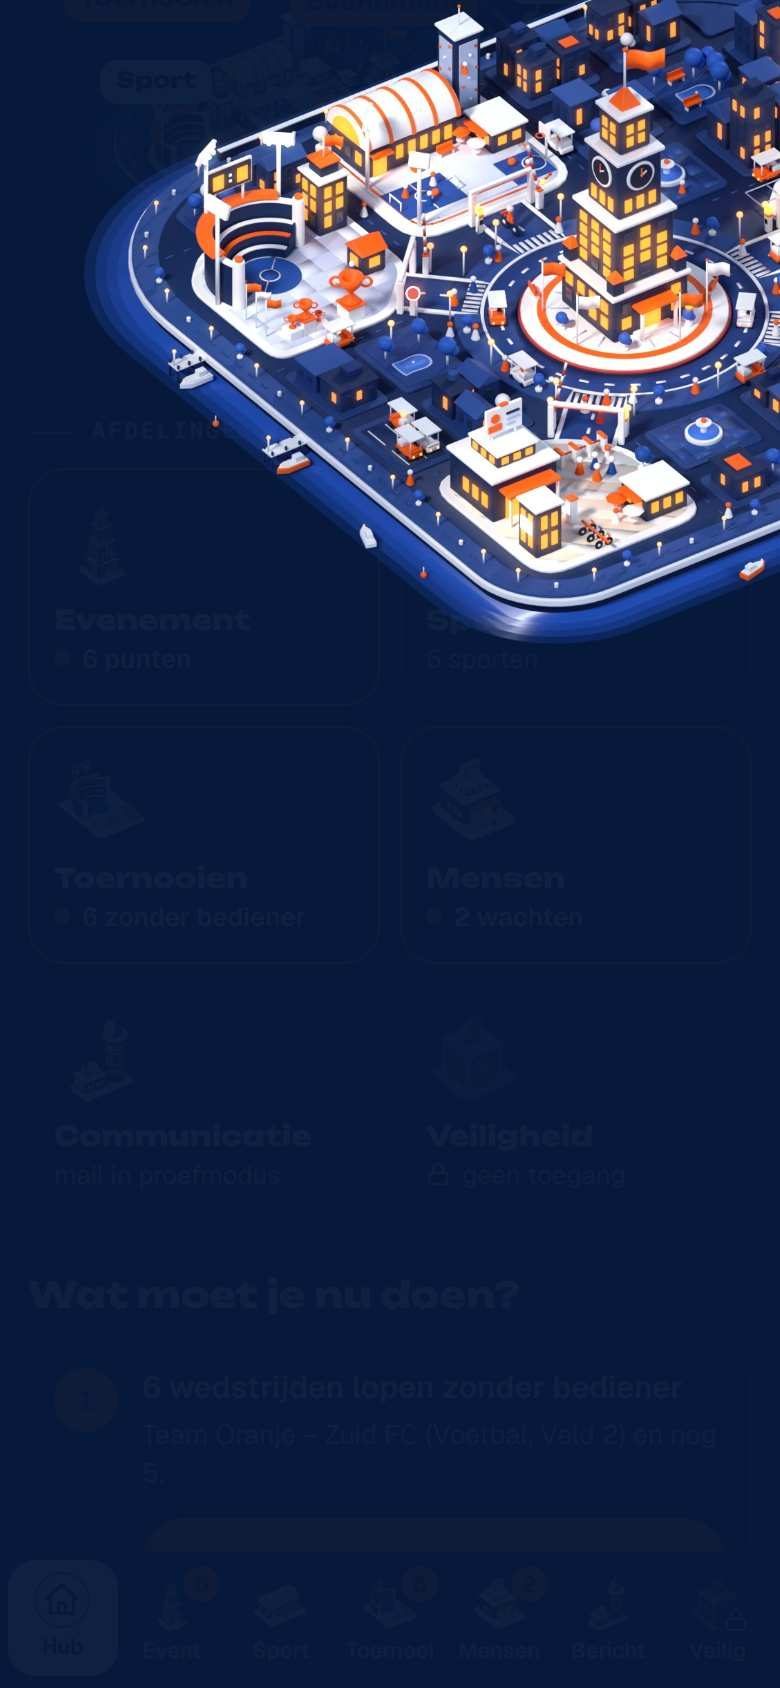 Sport
AFDELING
Evenement
6 punten
Sp
6 sporten
Toernooien
6 zonder bediener
Mensen
2 wachten
Communicatie
mail in proefmodus
Veiligheid
geen toegang
Wat moet je nu doen?
1
6 wedstrijden lopen zonder bediener
Team Oranje – Zuid FC (Voetbal, Veld 2) en nog
5.
Hub
Event
Sport
Toernooi
Mensen
Bericht
Veilig